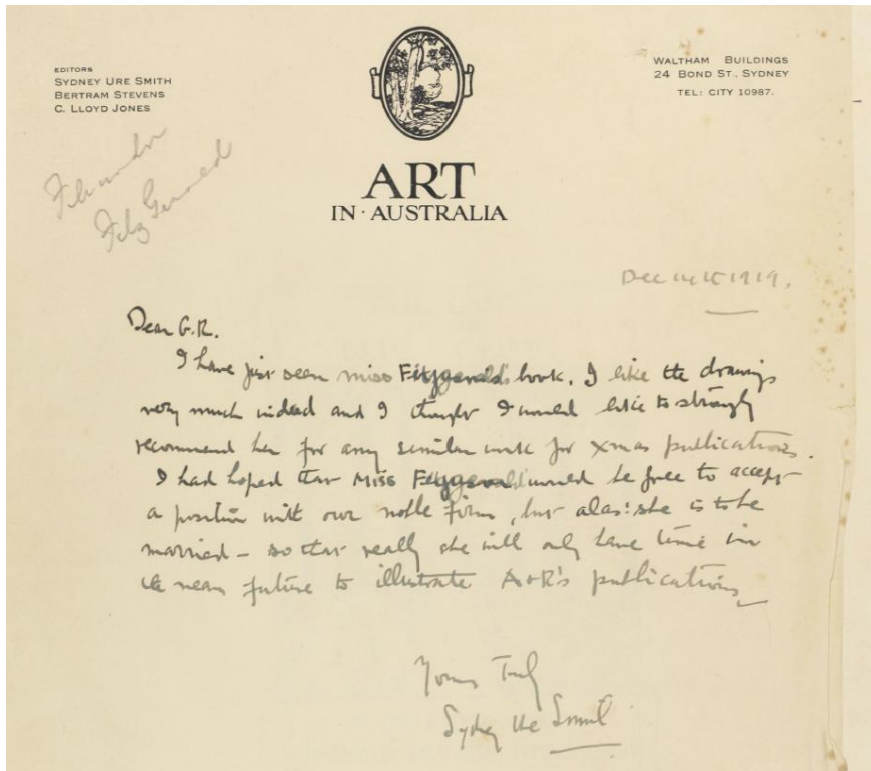 EDITORS
SYDNEY URE SMITH
BERTRAM STEVENS
C. LLOYD JONES
WALTHAM BUILDINGS
24 BOND ST., SYDNEY
TEL: CITY 10987.
ART
IN · AUSTRALIA
FitzGerald
Dec 1919.
Dear G.R.
I have just seen Miss Fitzgerald's book. I like the drawings
very much indeed and I thought I would like to strongly
recommend her for any similar work for Xmas publications.
I had hoped that Miss Fitzgerald would be free to accept
a position with our noble firm, but alas! she is to be
married – so that really she will only have time in
the near future to illustrate A & R's publications
Yours Truly
Sydney Ure Smith